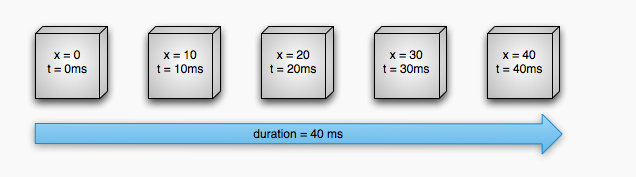 x = 0
t = 0ms
x = 10
t = 10ms
x = 20
t = 20ms
x = 30
t = 30ms
x = 40
t = 40ms
duration = 40 ms